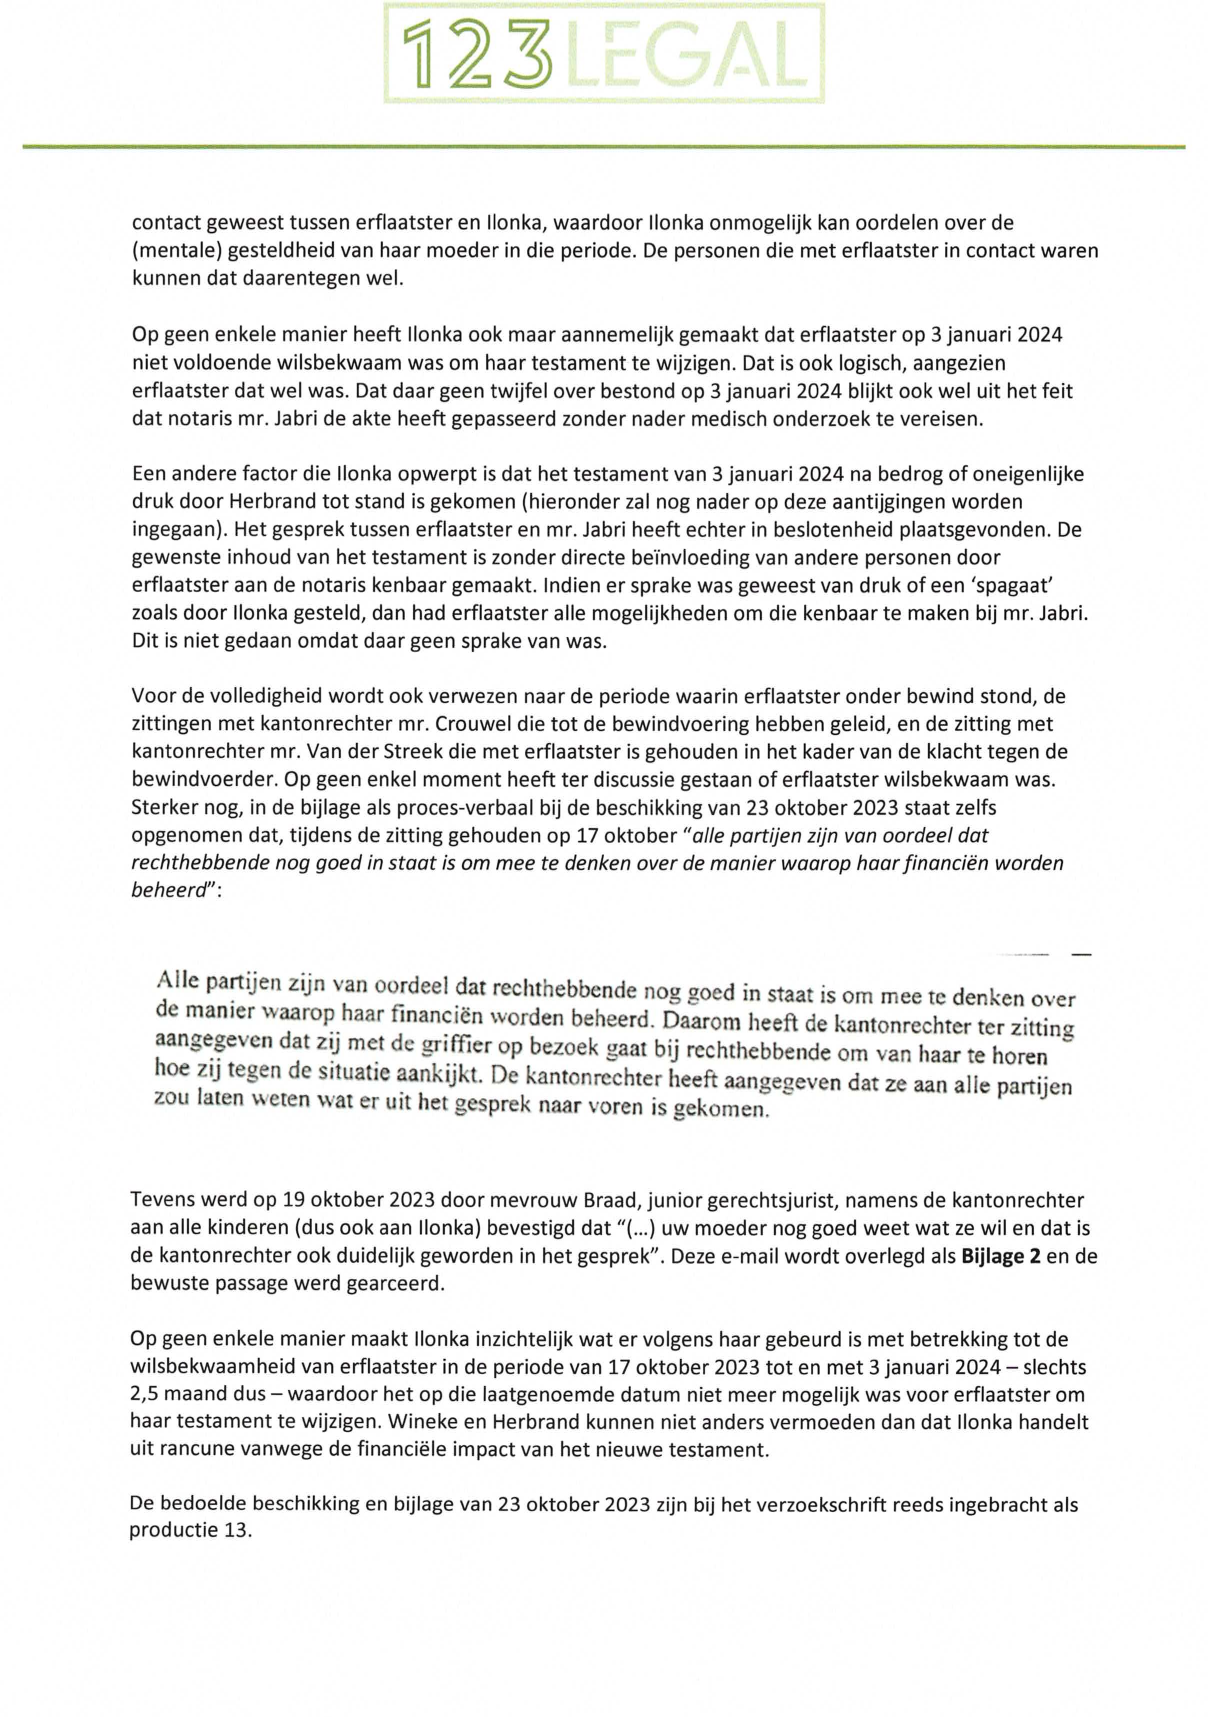 123LEGAL
contact geweest tussen erflaatster en Ilonka, waardoor Ilonka onmogelijk kan oordelen over de
(mentale) gesteldheid van haar moeder in die periode. De personen die met erflaatster in contact waren
kunnen dat daarentegen wel.
Op geen enkele manier heeft Ilonka ook maar aannemelijk gemaakt dat erflaatster op 3 januari 2024
niet voldoende wilsbekwaam was om haar testament te wijzigen. Dat is ook logisch, aangezien
erflaatster dat wel was. Dat daar geen twijfel over bestond op 3 januari 2024 blijkt ook wel uit het feit
dat notaris mr. Jabri de akte heeft gepasseerd zonder nader medisch onderzoek te vereisen.
Een andere factor die Ilonka opwerpt is dat het testament van 3 januari 2024 na bedrog of oneigenlijke
druk door Herbrand tot stand is gekomen (hieronder zal nog nader op deze aantijgingen worden
ingegaan). Het gesprek tussen erflaatster en mr. Jabri heeft echter in beslotenheid plaatsgevonden. De
gewenste inhoud van het testament is zonder directe beïnvloeding van andere personen door
erflaatster aan de notaris kenbaar gemaakt. Indien er sprake was geweest van druk of een ‘spagaat’
zoals door Ilonka gesteld, dan had erflaatster alle mogelijkheden om die kenbaar te maken bij mr. Jabri.
Dit is niet gedaan omdat daar geen sprake van was.
Voor de volledigheid wordt ook verwezen naar de periode waarin erflaatster onder bewind stond, de
zittingen met kantonrechter mr. Crouwel die tot de bewindvoering hebben geleid, en de zitting met
kantonrechter mr. Van der Streek die met erflaatster is gehouden in het kader van de klacht tegen de
bewindvoerder. Op geen enkel moment heeft ter discussie gestaan of erflaatster wilsbekwaam was.
Sterker nog, in de bijlage als proces-verbaal bij de beschikking van 23 oktober 2023 staat zelfs
opgenomen dat, tijdens de zitting gehouden op 17 oktober “alle partijen zijn van oordeel dat
rechthebbende nog goed in staat is om mee te denken over de manier waarop haar financiën worden
beheerd”:
Alle partijen zijn van oordeel dat rechthebbende nog goed in staat is om mee te denken over
de manier waarop haar financiën worden beheerd. Daarom heeft de kantonrechter ter zitting
aangegeven dat zij met de griffier op bezoek gaat bij rechthebbende om van haar te horen
hoe zij tegen de situatie aankijkt. De kantonrechter heeft aangegeven dat ze aan alle partijen
zou laten weten wat er uit het gesprek naar voren is gekomen.
Tevens werd op 19 oktober 2023 door mevrouw Braad, junior gerechtsjurist, namens de kantonrechter
aan alle kinderen (dus ook aan Ilonka) bevestigd dat “(…) uw moeder nog goed weet wat ze wil en dat is
de kantonrechter ook duidelijk geworden in het gesprek”. Deze e-mail wordt overlegd als Bijlage 2 en de
bewuste passage werd gearceerd.
Op geen enkele manier maakt Ilonka inzichtelijk wat er volgens haar gebeurd is met betrekking tot de
wilsbekwaamheid van erflaatster in de periode van 17 oktober 2023 tot en met 3 januari 2024 – slechts
2,5 maand dus – waardoor het op die laatgenoemde datum niet meer mogelijk was voor erflaatster om
haar testament te wijzigen. Wineke en Herbrand kunnen niet anders vermoeden dan dat Ilonka handelt
uit rancune vanwege de financiële impact van het nieuwe testament.
De bedoelde beschikking en bijlage van 23 oktober 2023 zijn bij het verzoekschrift reeds ingebracht als
productie 13.